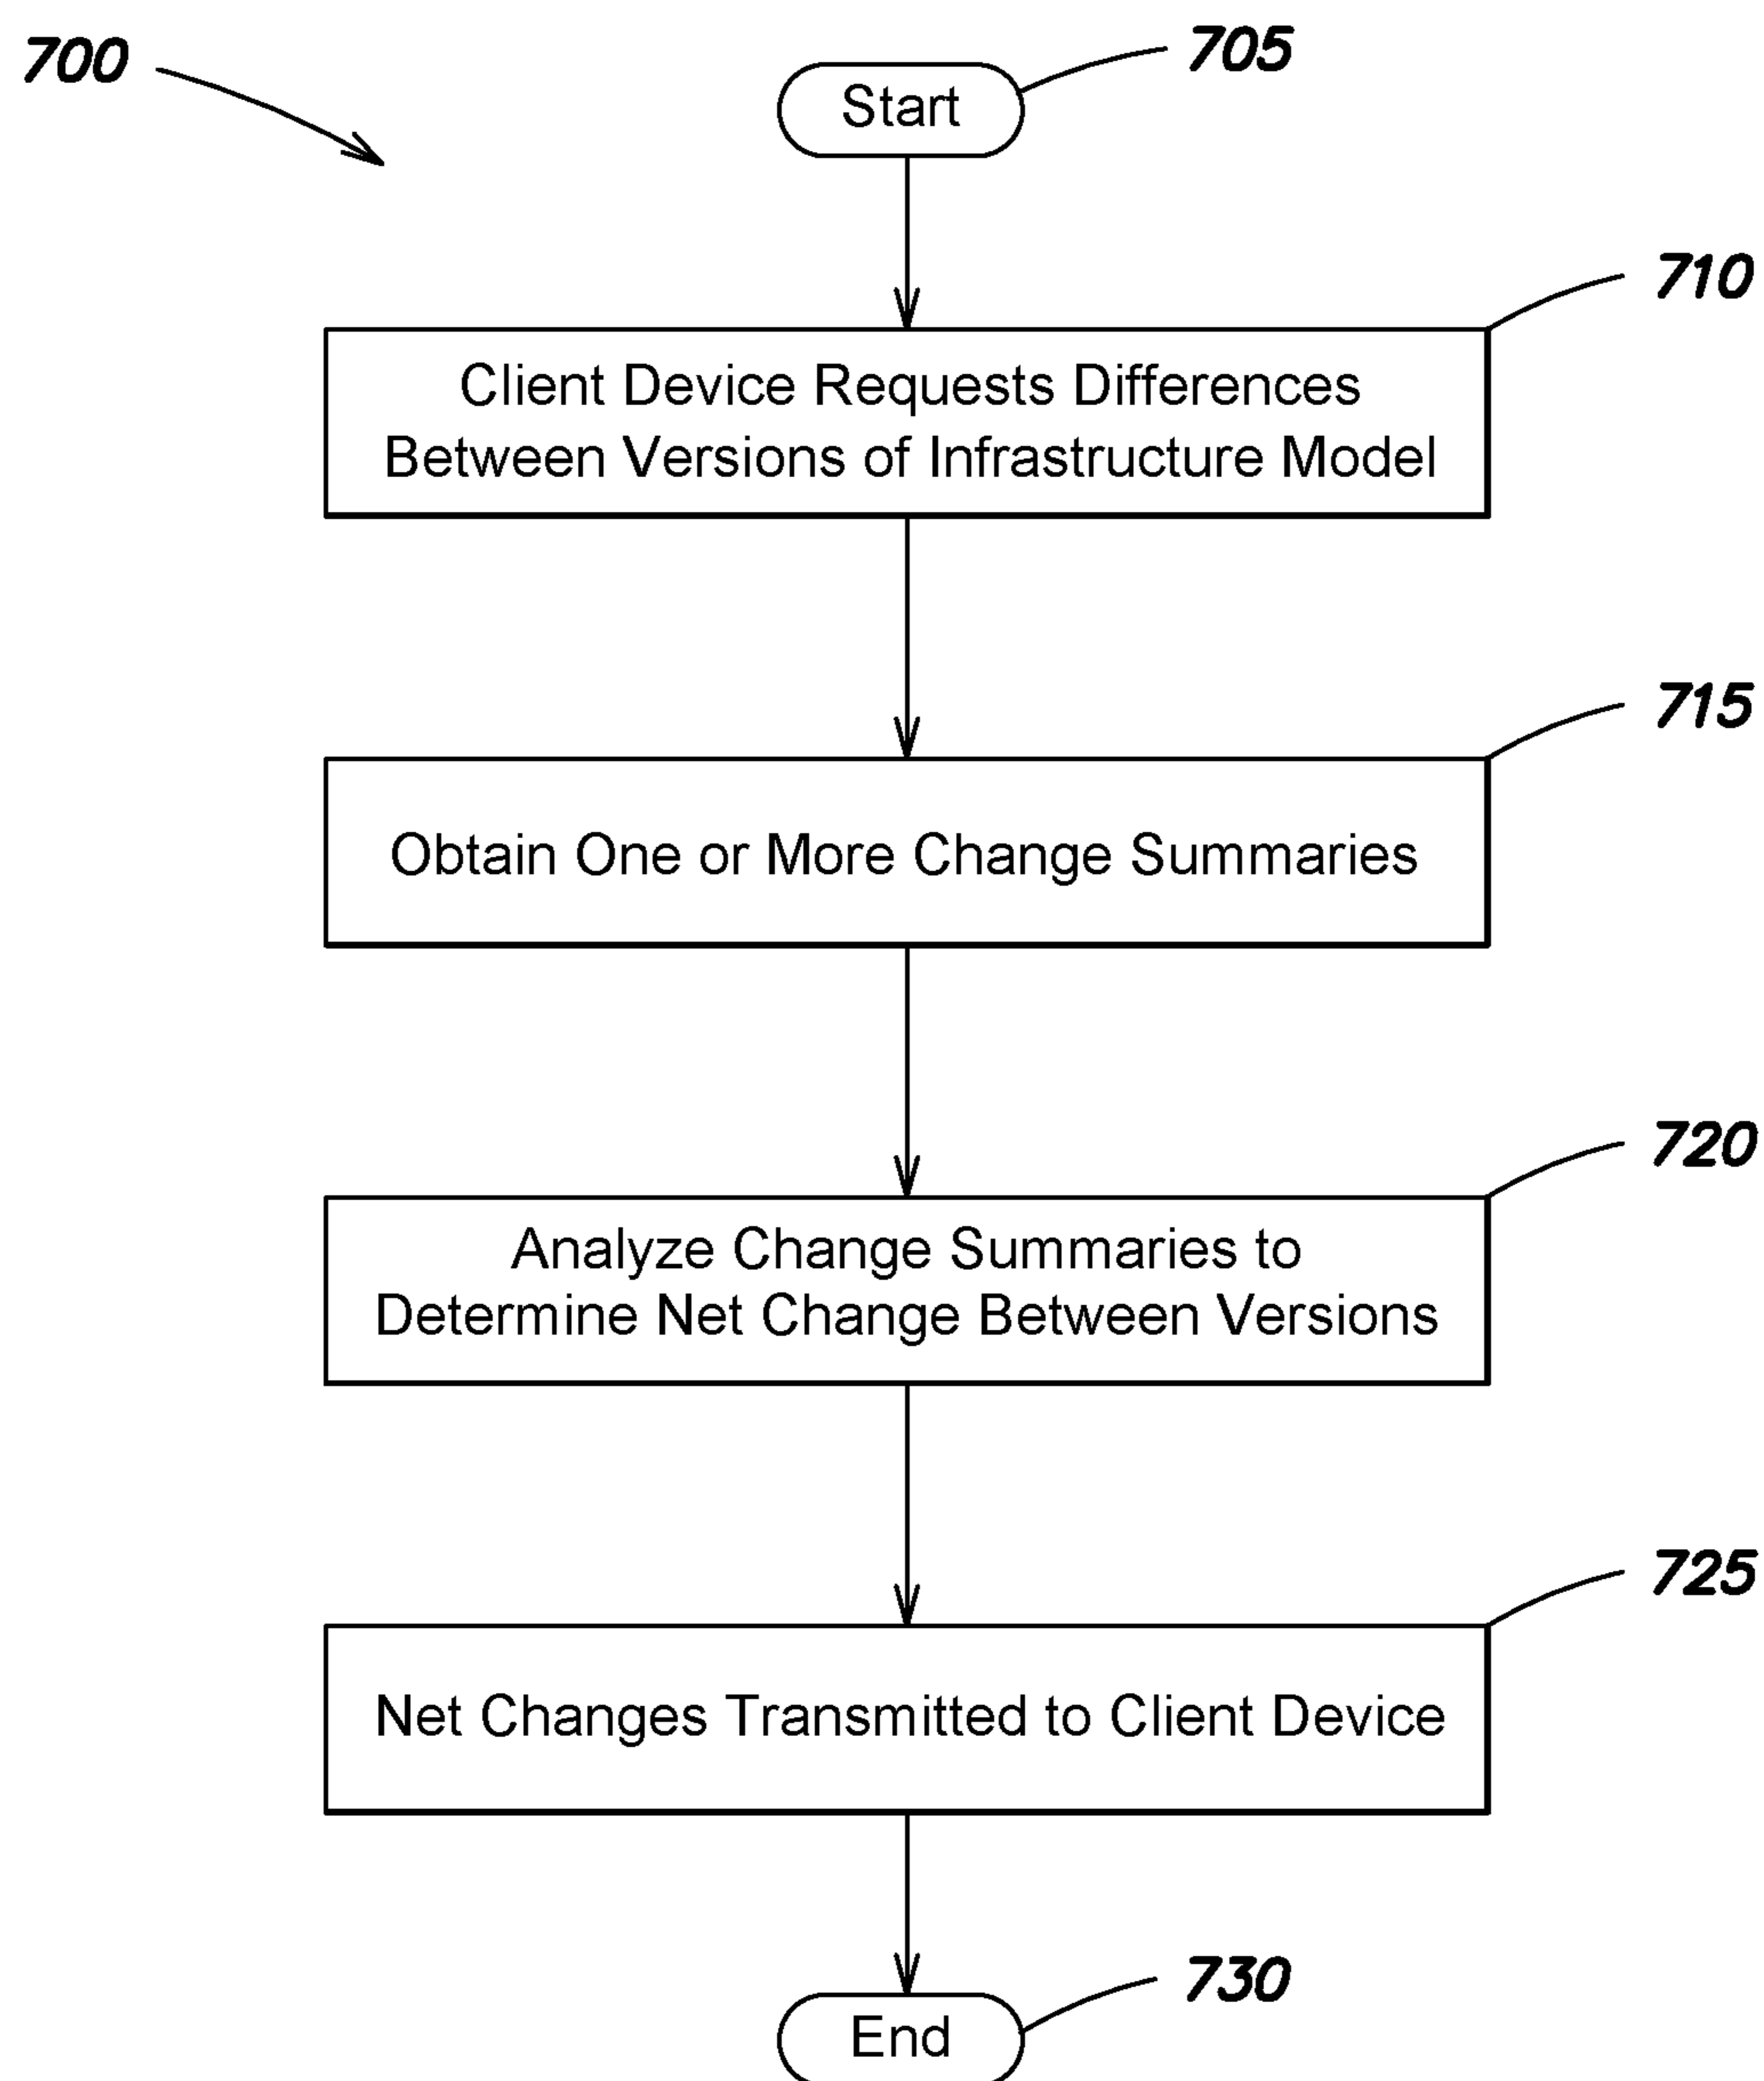 700
705
Start
710
Client Device Requests Differences
Between Versions of Infrastructure Model
715
Obtain One or More Change Summaries
720
Analyze Change Summaries to
Determine Net Change Between Versions
725
Net Changes Transmitted to Client Device
730
End